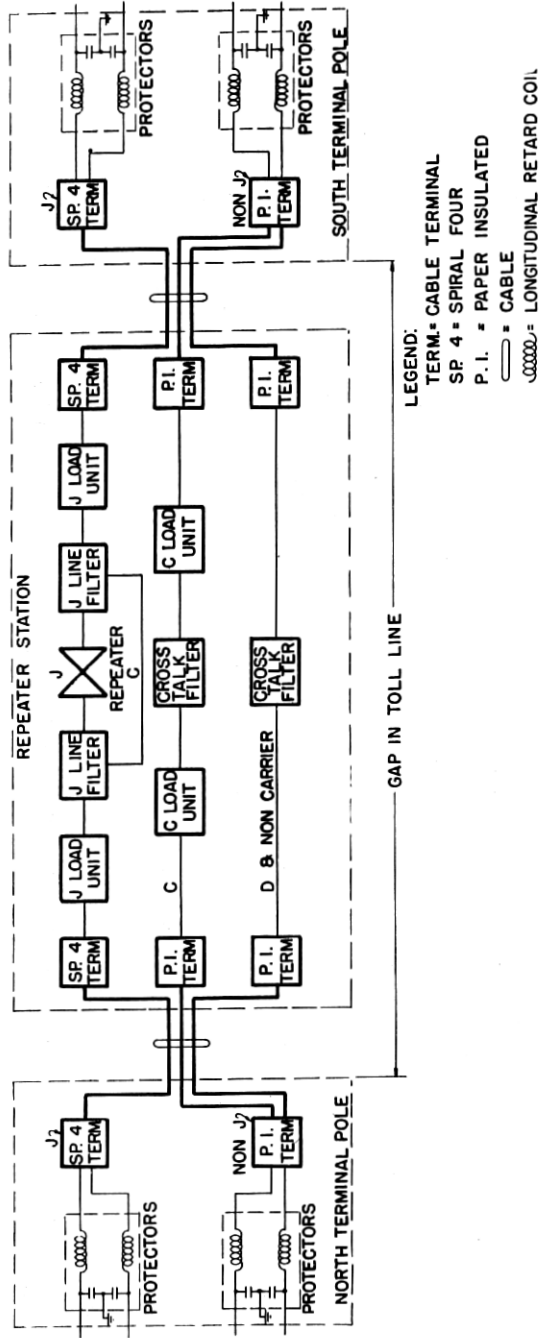 REPEATER STATION
J2
SP. 4
TERM
PROTECTORS
NON J2
P.I.
TERM
PROTECTORS
NORTH TERMINAL POLE
SP. 4
TERM
J LOAD
UNIT
J LINE
FILTER
J
REPEATER
C
J LINE
FILTER
J LOAD
UNIT
SP. 4
TERM
P.I.
TERM
C
C LOAD
UNIT
CROSS
TALK
FILTER
C LOAD
UNIT
P.I.
TERM
P.I.
TERM
D & NON CARRIER
CROSS
TALK
FILTER
P.I.
TERM
J2
SP. 4
TERM
PROTECTORS
NON J2
P.I.
TERM
PROTECTORS
SOUTH TERMINAL POLE
GAP IN TOLL LINE
LEGEND:
TERM.= CABLE TERMINAL
SP. 4 = SPIRAL FOUR
P. I. = PAPER INSULATED
= CABLE
= LONGITUDINAL RETARD COIL